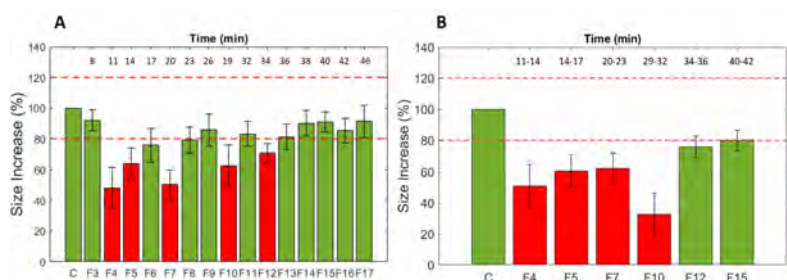 A
Time (min)
8 11 14 17 20 23 26 19 32 34 36 38 40 42 46
140
120
100
80
60
40
20
0
Size Increase (%)
C F3 F4 F5 F6 F7 F8 F9 F10 F11 F12 F13 F14 F15 F16 F17
B
Time (min)
11-14 14-17 20-23 29-32 34-36 40-42
140
120
100
80
60
40
20
0
Size Increase (%)
C F4 F5 F7 F10 F12 F15